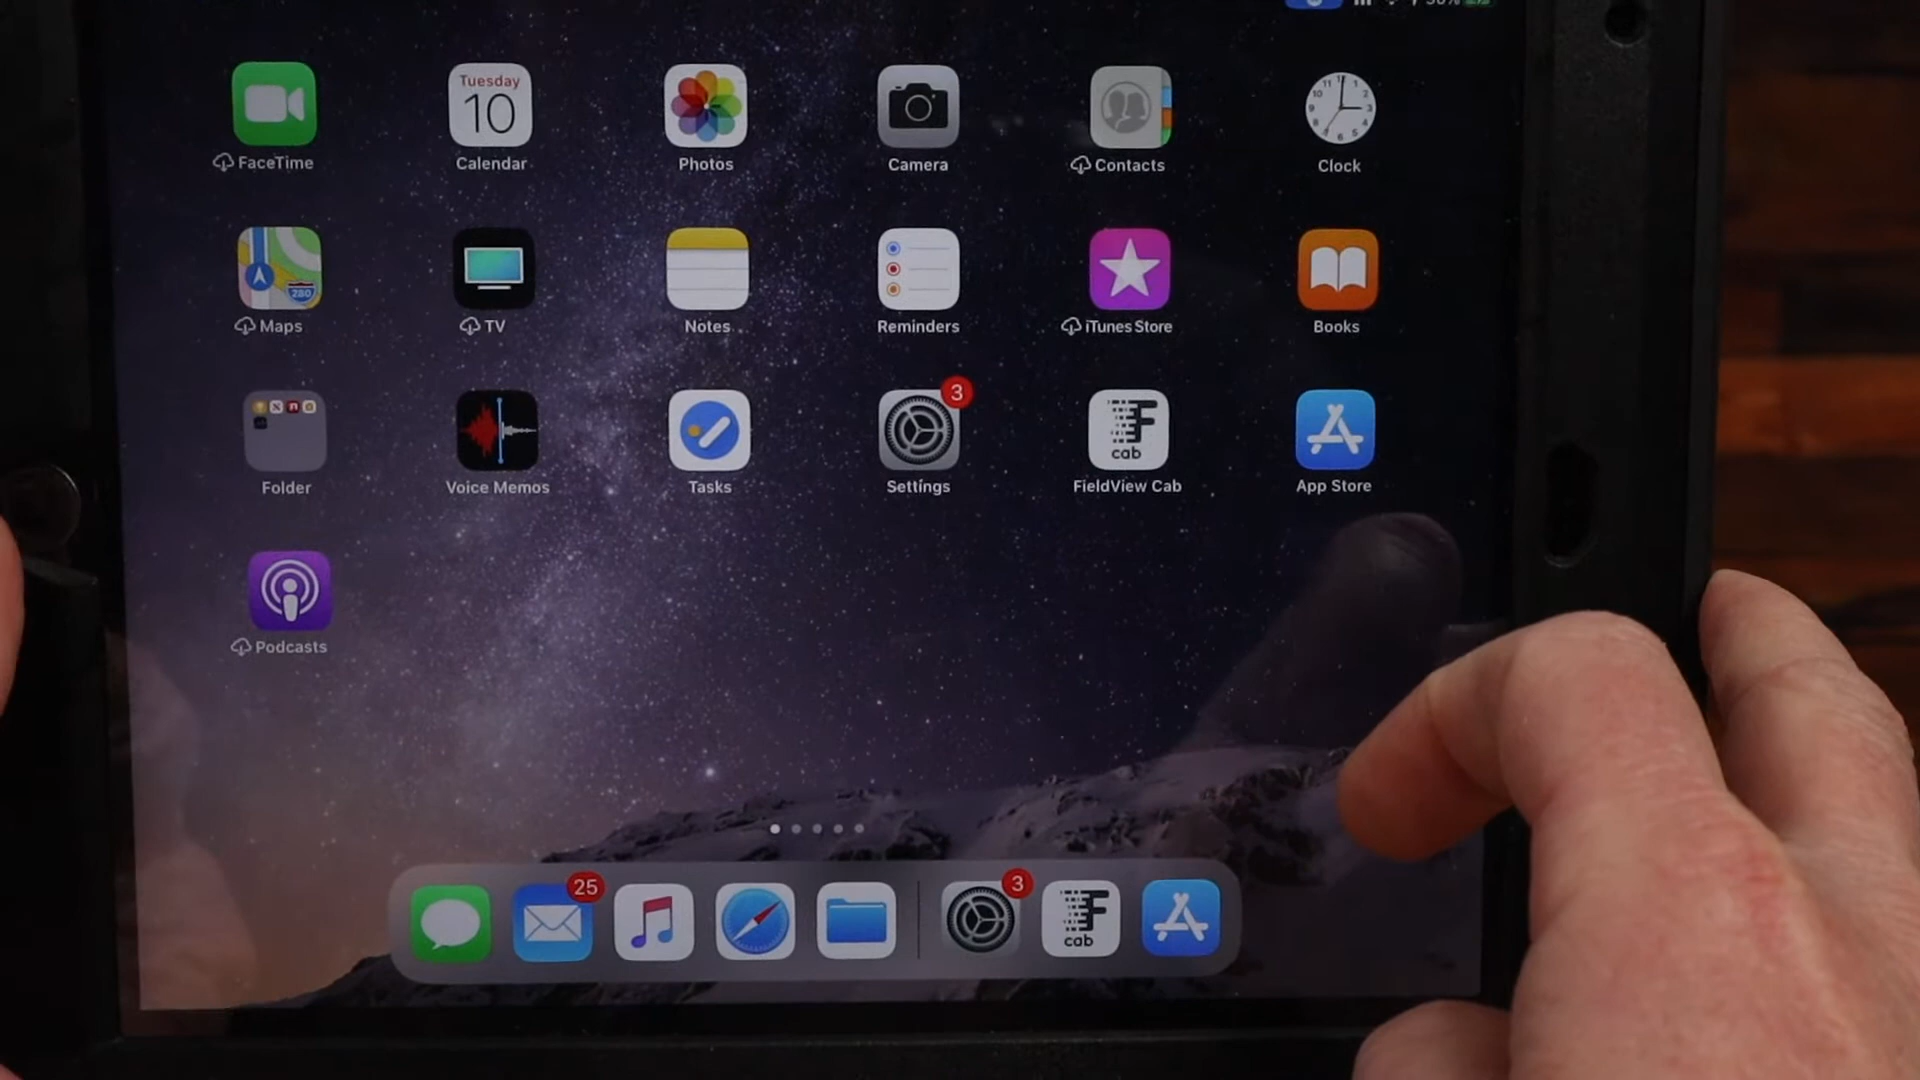 Tuesday
10
FaceTime
Calendar
Photos
Camera
Contacts
Clock
280
Maps
TV
Notes
Reminders
iTunes Store
Books
3
cab
Folder
Voice Memos
Tasks
Settings
FieldView Cab
App Store
Podcasts
25
3
cab